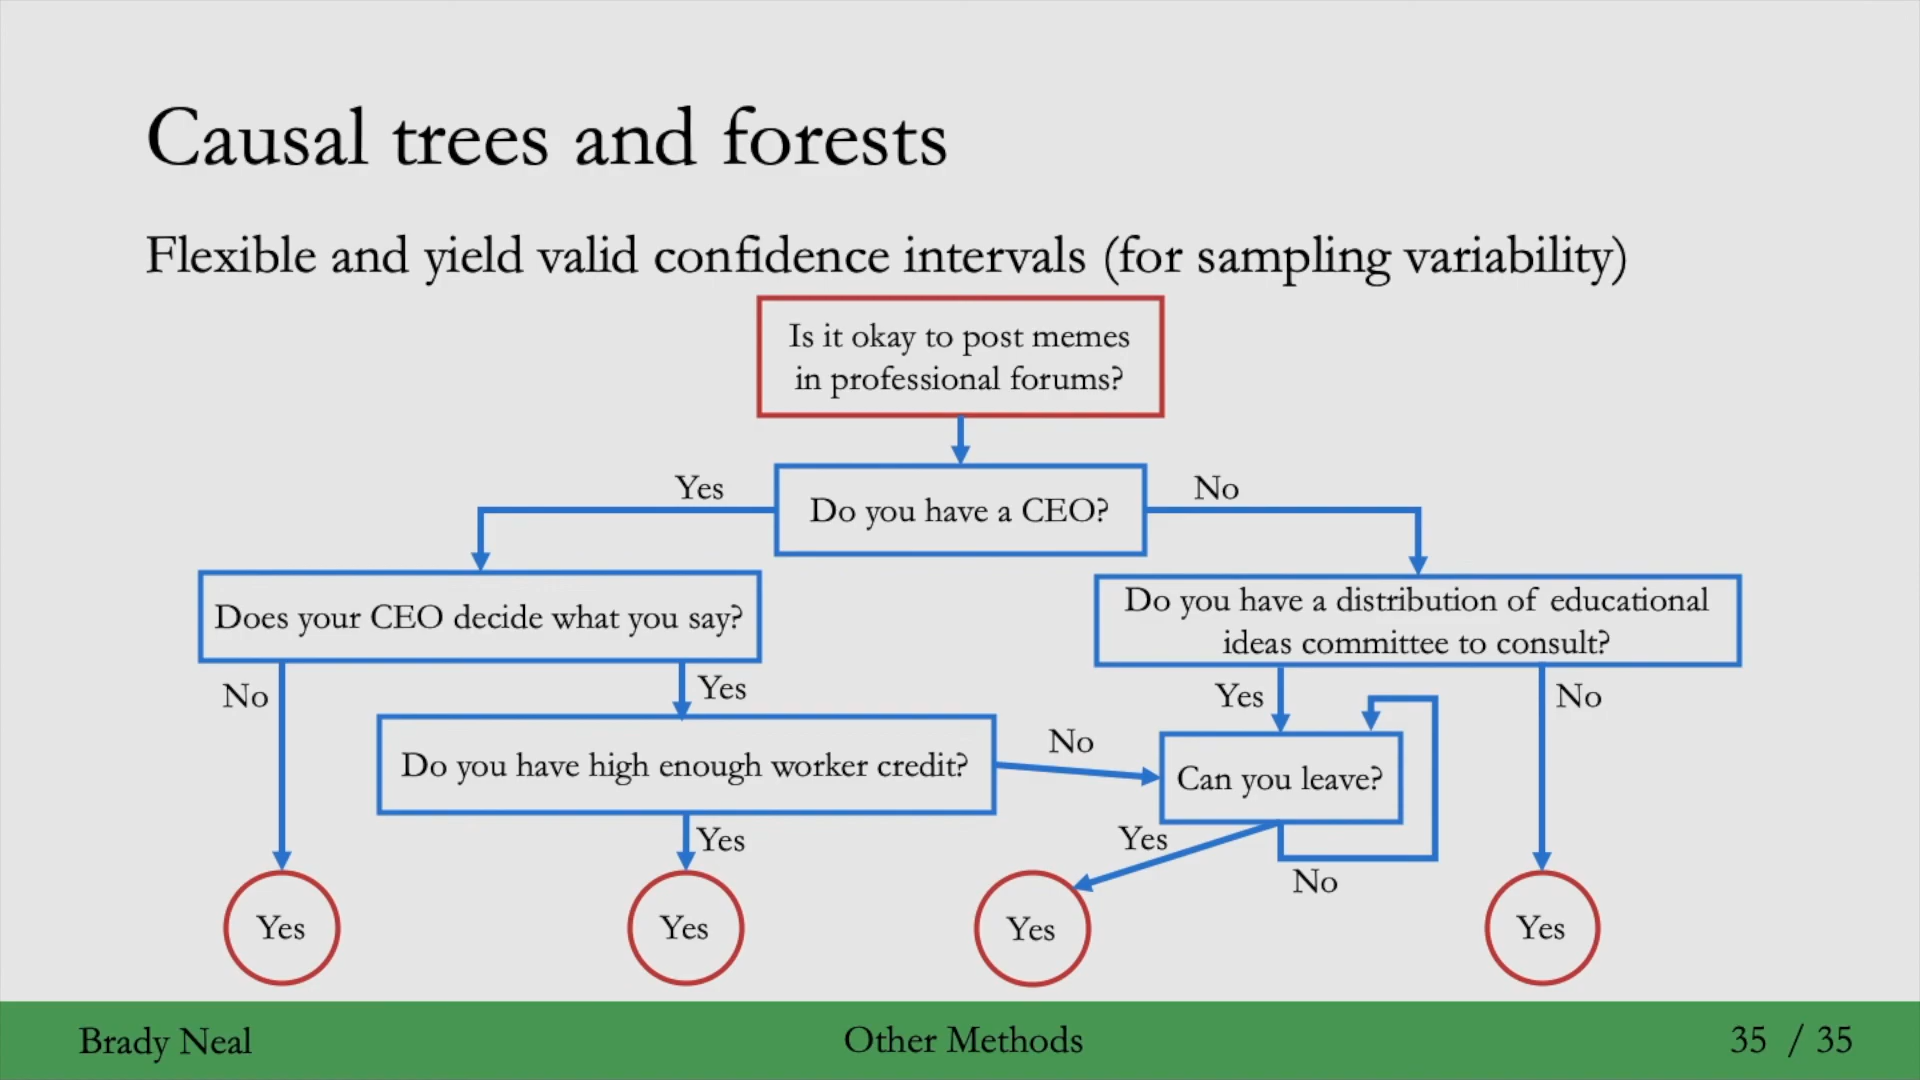 Causal trees and forests
Flexible and yield valid confidence intervals (for sampling variability)
Is it okay to post memes
in professional forums?
Yes
Do you have a CEO?
No
Does your CEO decide what you say?
Do you have a distribution of educational
ideas committee to consult?
No
Yes
Yes
No
Do you have high enough worker credit?
No
Can you leave?
Yes
Yes
No
Yes
Yes
Yes
Yes
Brady Neal
Other Methods
35 / 35